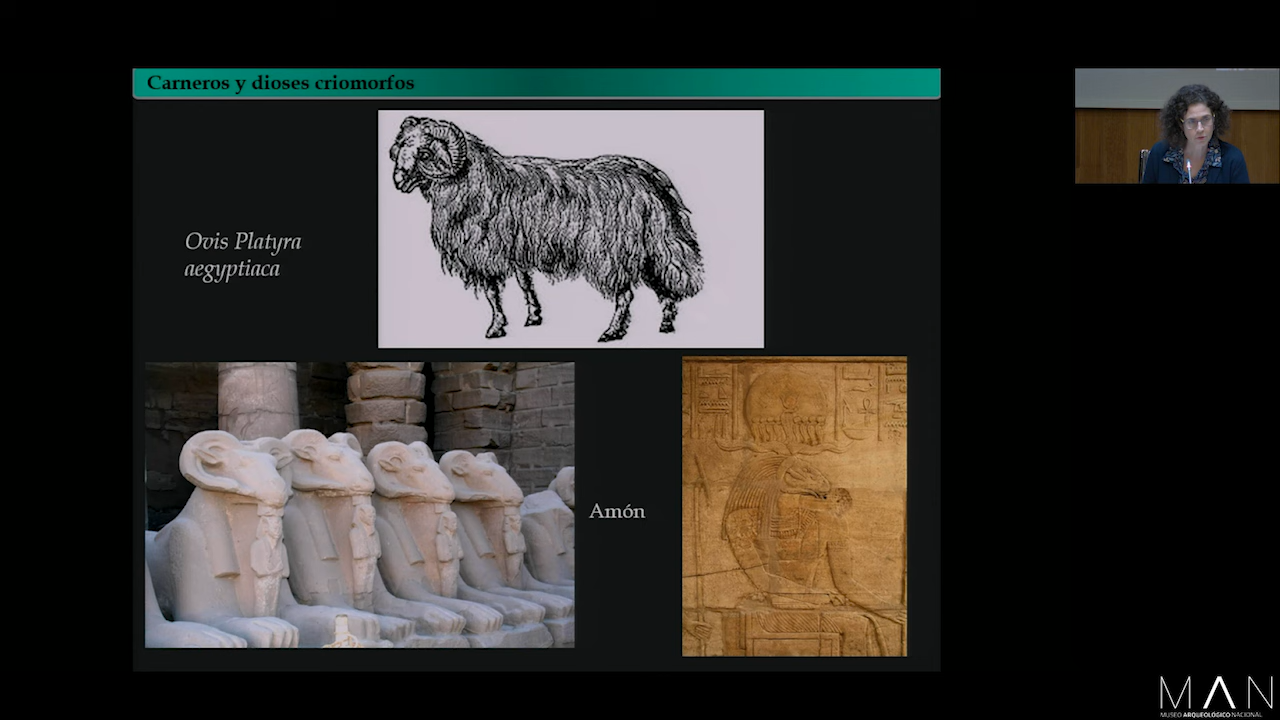 Carneros y dioses criomorfos
Ovis Platyra
aegyptiaca
Amón
MAN
MUSEO ARQUEOLÓGICO NACIONAL